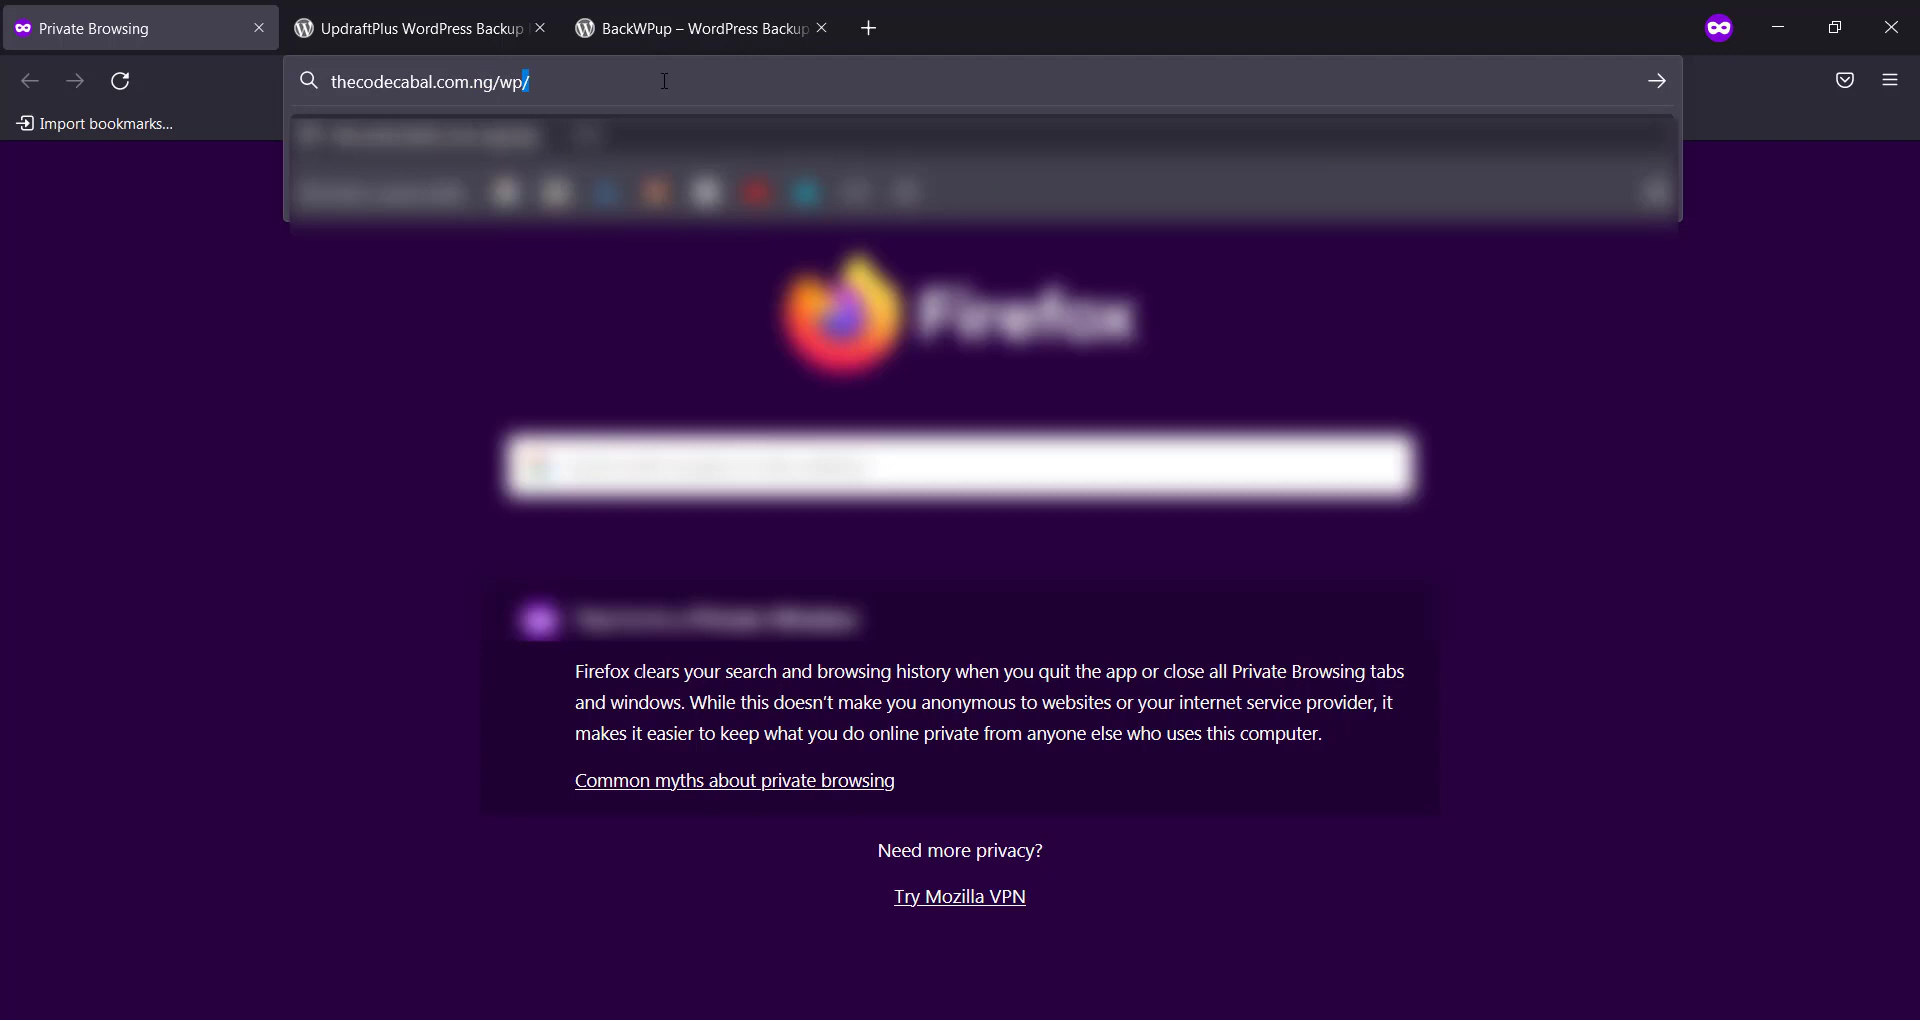 Private Browsing
UpdraftPlus WordPress Backup
BackWPup – WordPress Backup
thecodecabal.com.ng/wp/
Import bookmarks...
Firefox
Firefox clears your search and browsing history when you quit the app or close all Private Browsing tabs
and windows. While this doesn't make you anonymous to websites or your internet service provider, it
makes it easier to keep what you do online private from anyone else who uses this computer.
Common myths about private browsing
Need more privacy?
Try Mozilla VPN